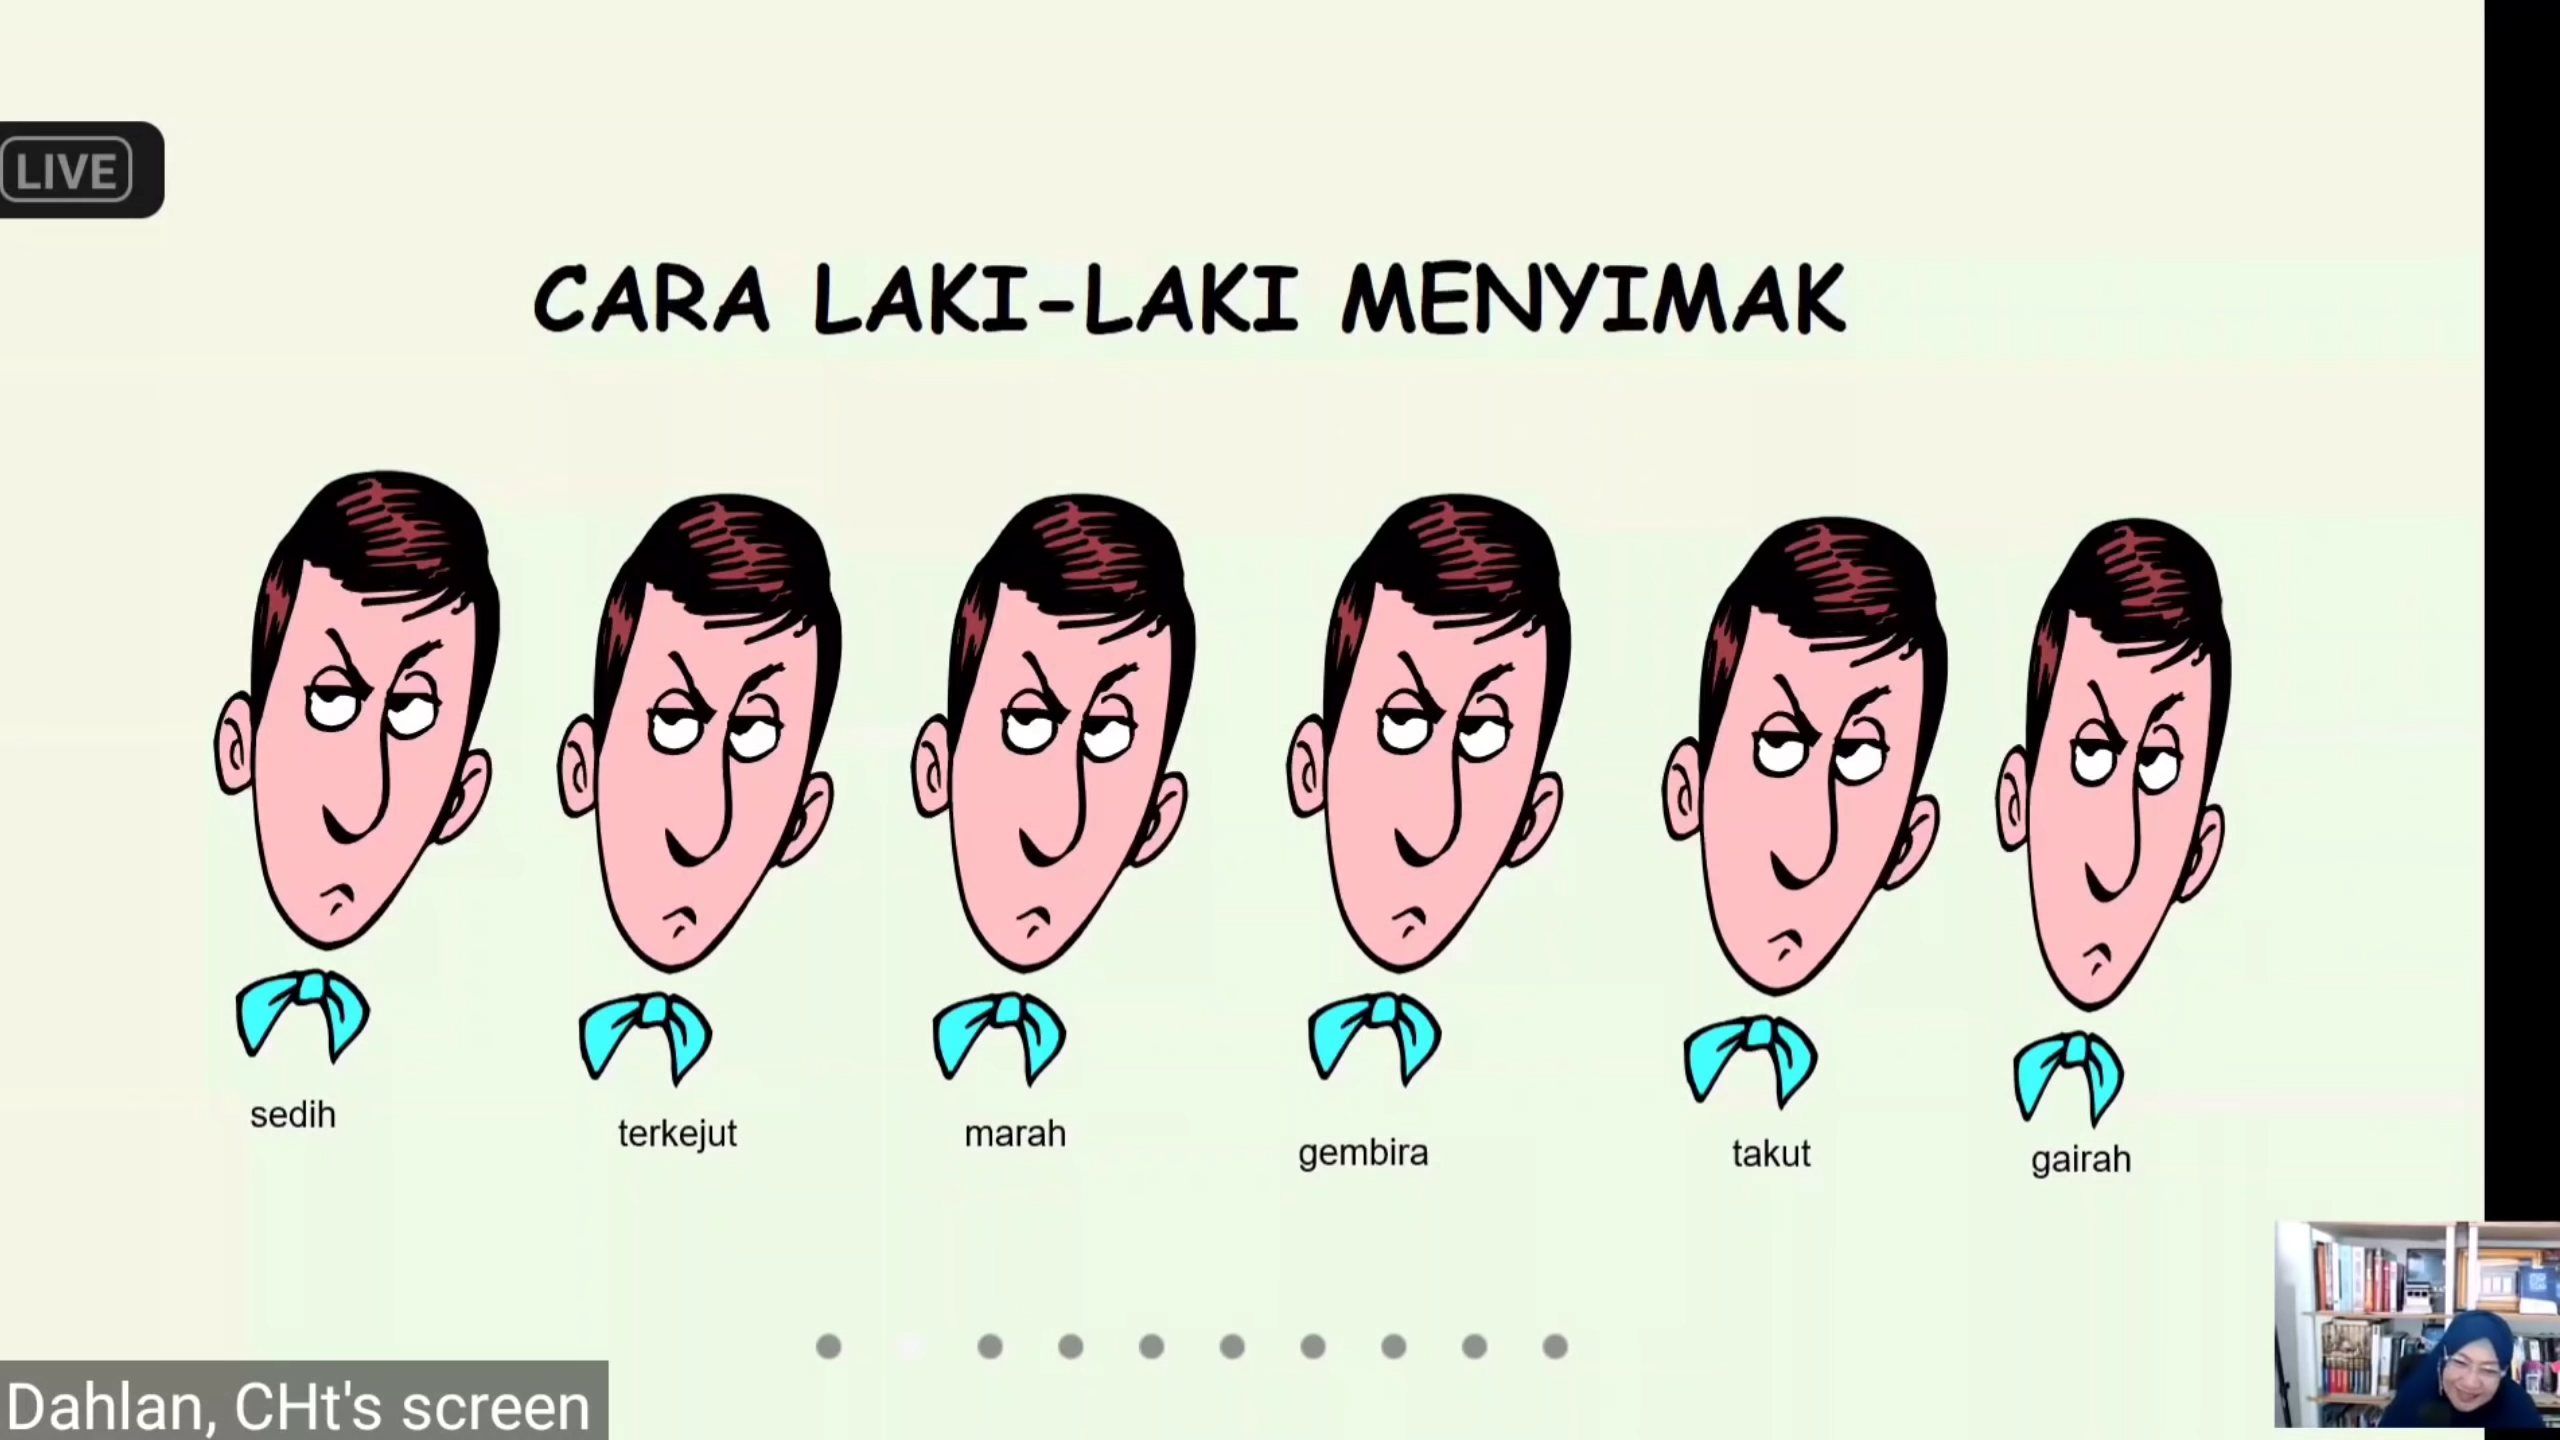 LIVE
CARA LAKI-LAKI MENYIMAK
sedih
terkejut
marah
gembira
takut
gairah
Dahlan, CHt's screen